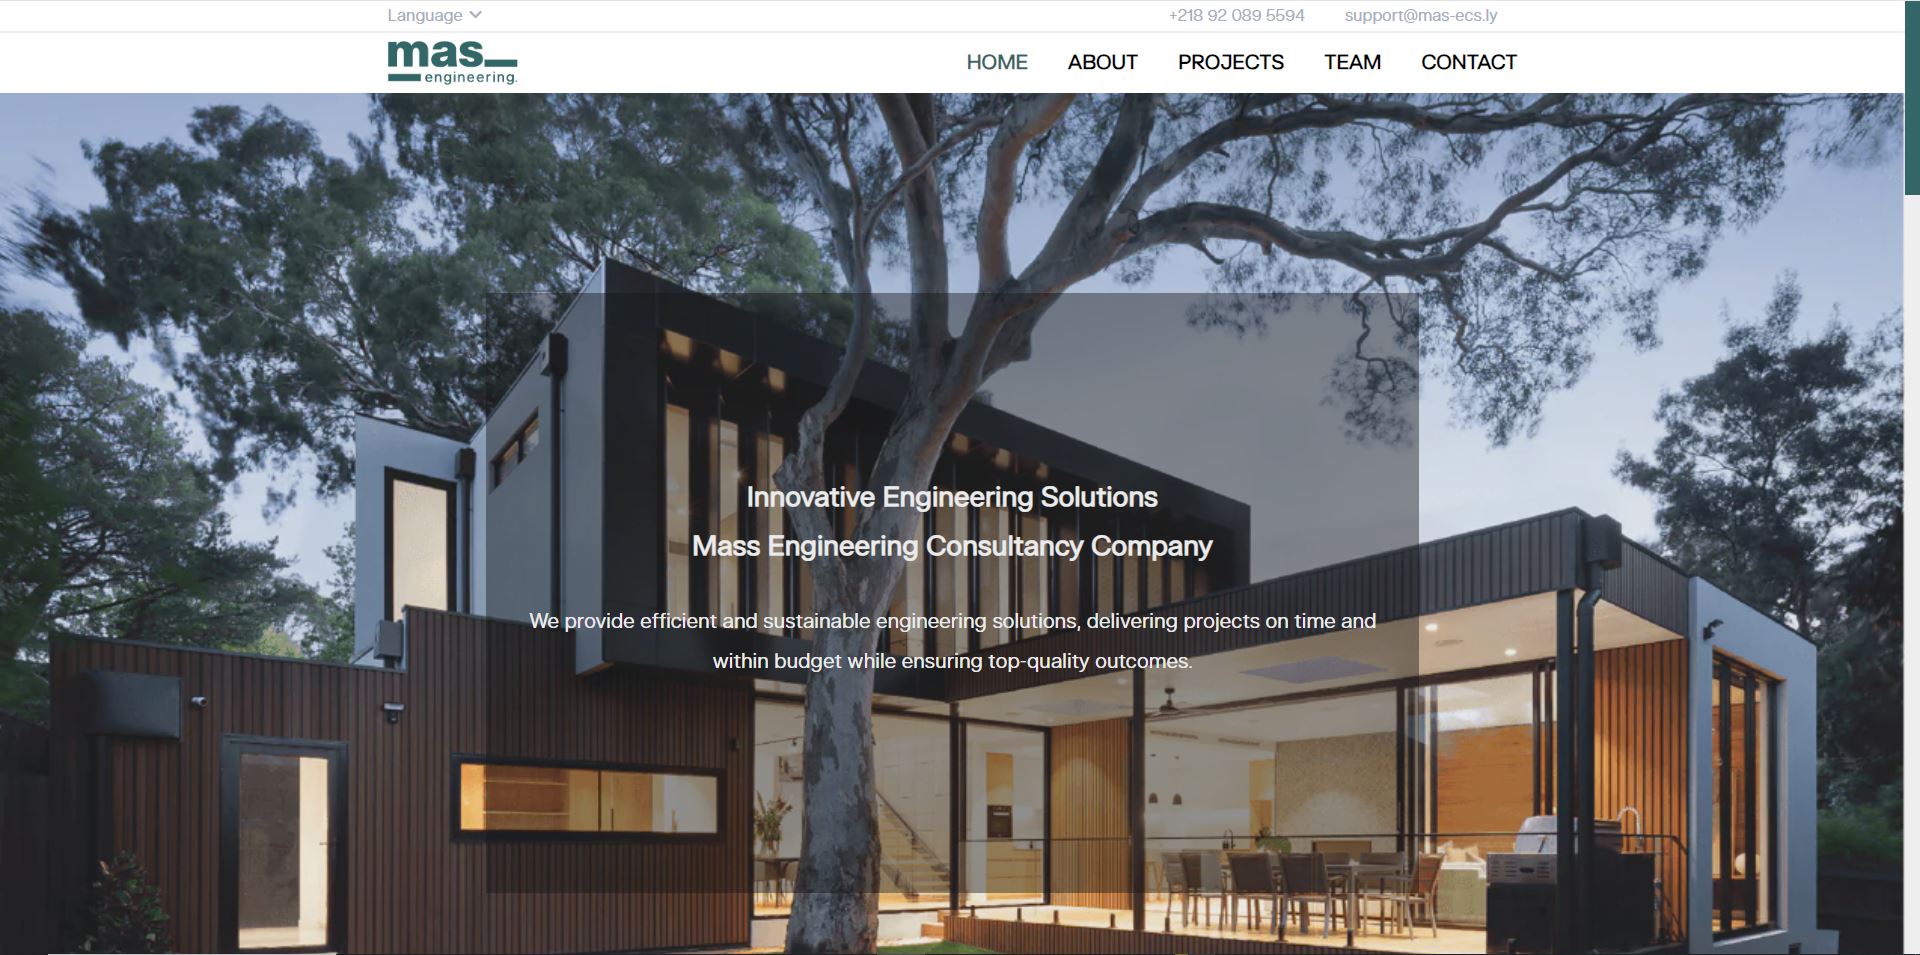 Language
+218 92 089 5594
support@mas-ecs.ly
mas_
engineering.
HOME
ABOUT
PROJECTS
TEAM
CONTACT
Innovative Engineering Solutions
Mass Engineering Consultancy Company
We provide efficient and sustainable engineering solutions, delivering projects on time and
within budget while ensuring top-quality outcomes.